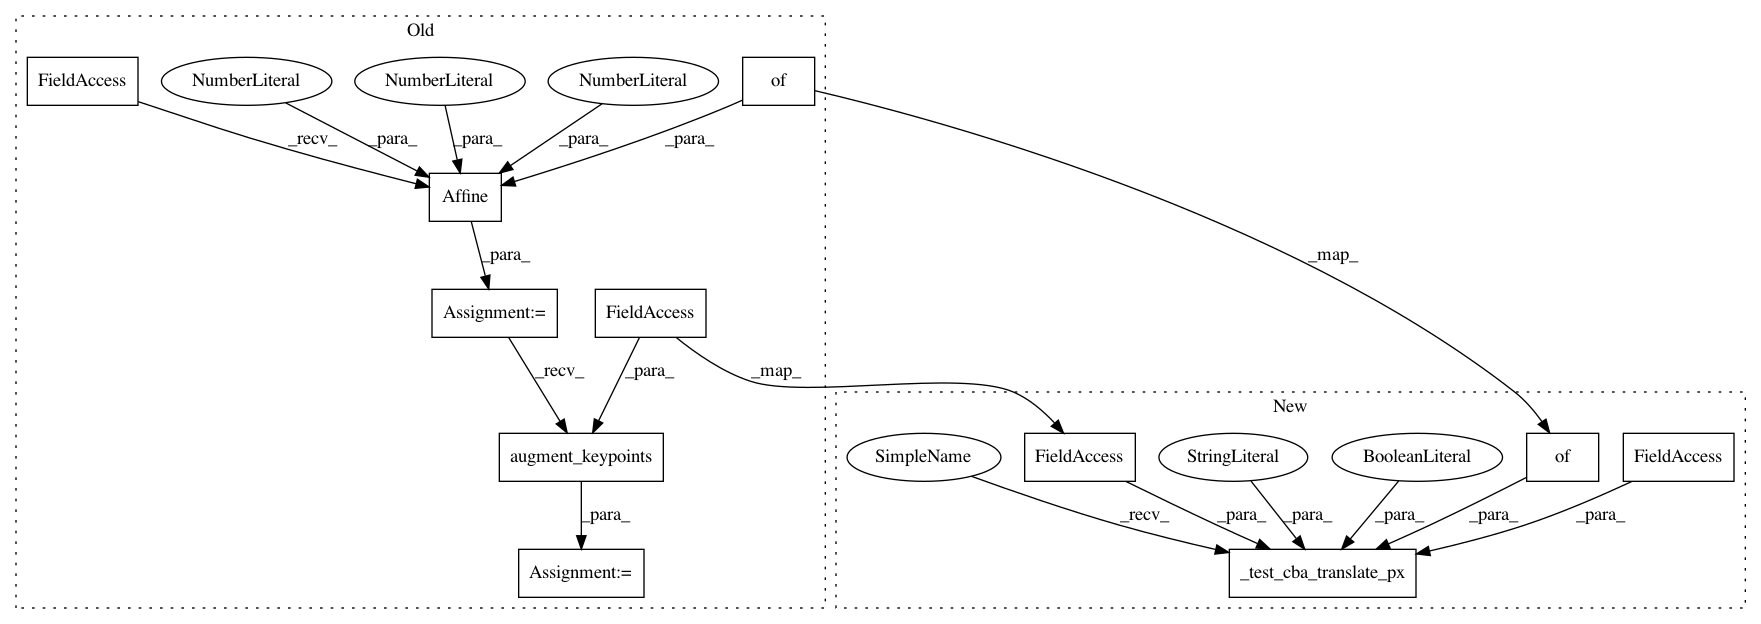 Old
FieldAccess
NumberLiteral
NumberLiteral
NumberLiteral
of
_recv_
_para_
_para_
_para_
_para_
Affine
_para_
_map_
Assignment:=
FieldAccess
_recv_
_para_
_map_
New
augment_keypoints
SimpleName
FieldAccess
StringLiteral
BooleanLiteral
of
FieldAccess
_para_
_recv_
_para_
_para_
_para_
_para_
_para_
Assignment:=
_test_cba_translate_px